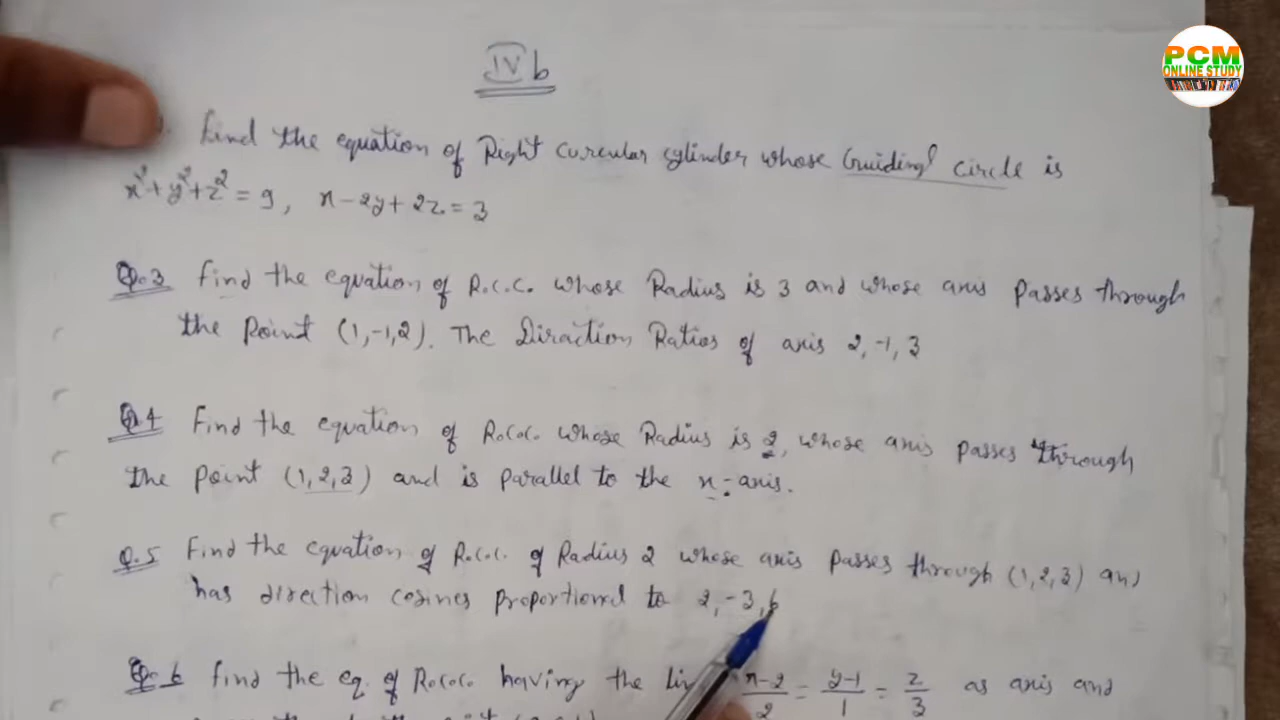 IV b
PCM
ONLINE STUDY
Find the equation of Right Curcular cylinder whose Guiding circle is
x²+y²+z² = 9, x-2y+2z = 3
Q.3 Find the equation of R.C.C. whose Radius is 3 and whose axis Passes through
the Point (1,-1,2). The Diraction Ratios of axis 2,-1,3
Q.4 Find the equation of R.C.C. whose Radius is 2, whose axis passes through
the Point (1,2,3) and is parallel to the x-axis.
Q.5 Find the equation of R.C.C. of Radius 2 whose axis Passes through (1,2,3) and
has direction cosines proportional to 2,-3,6
Q.6 Find the eq. of R.C.C. having the x-2/2 = y-1/1 = z/3 as axis and